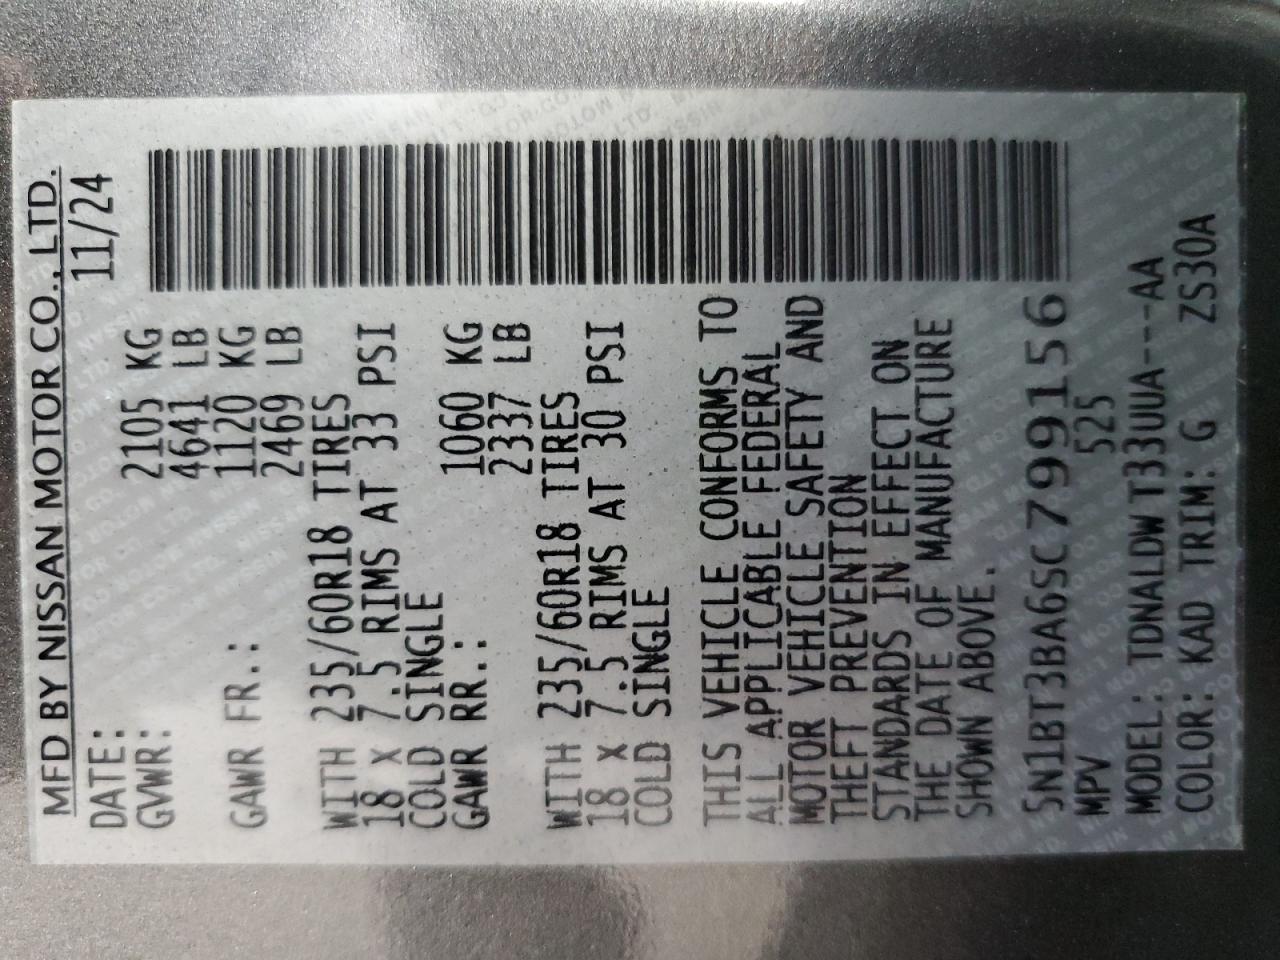 MFD BY NISSAN MOTOR CO., LTD.
DATE: 11/24
GVWR: 2105 KG
4641 LB
GAWR FR.: 1120 KG
2469 LB
WITH 235/60R18 TIRES
18 X 7.5 RIMS AT 33 PSI
COLD SINGLE
GAWR RR.: 1060 KG
2337 LB
WITH 235/60R18 TIRES
18 X 7.5 RIMS AT 30 PSI
COLD SINGLE
THIS VEHICLE CONFORMS TO
ALL APPLICABLE FEDERAL
MOTOR VEHICLE SAFETY AND
THEFT PREVENTION
STANDARDS IN EFFECT ON
THE DATE OF MANUFACTURE
SHOWN ABOVE.
5N1BT3BA6SC799156
MPV 525
MODEL: TDNALDW T33UUA---AA
COLOR: KAD TRIM: G ZS30A